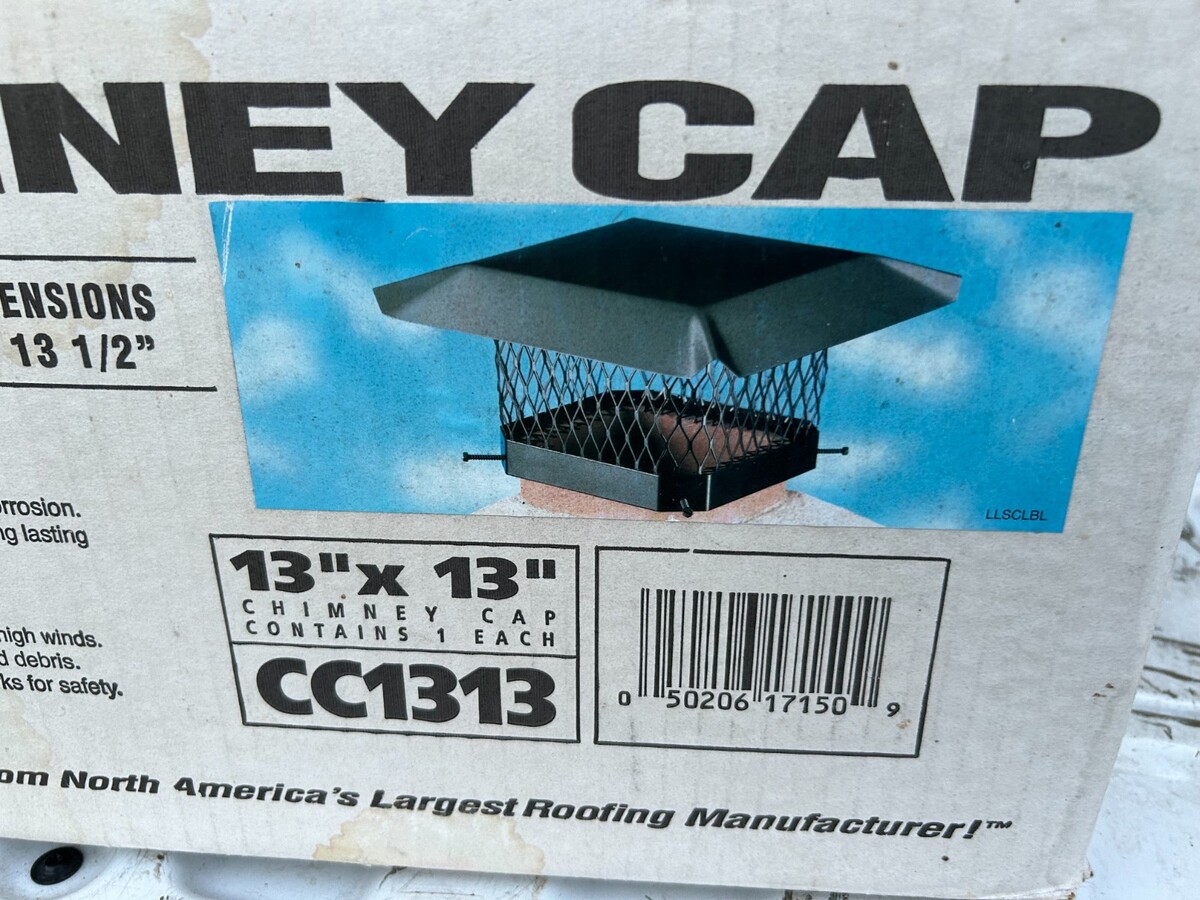 NEY CAP
ENSIONS
13 1/2”
LLSCLBL
rrosion.
ng lasting
high winds.
d debris.
ks for safety.
13"x 13"
CHIMNEY CAP
CONTAINS 1 EACH
CC1313
0 50206 17150 9
om North America's Largest Roofing Manufacturer!™